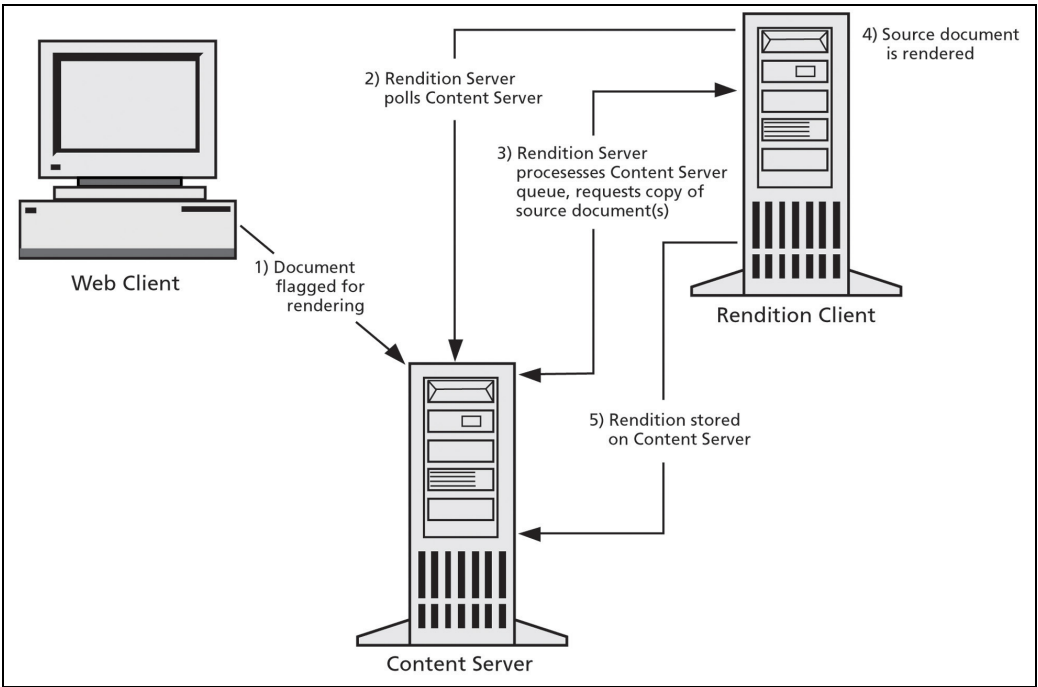 4) Source document
is rendered
2) Rendition Server
polls Content Server
3) Rendition Server
procesesses Content Server
queue, requests copy of
source document(s)
1) Document
flagged for
rendering
Web Client
Rendition Client
5) Rendition stored
on Content Server
Content Server